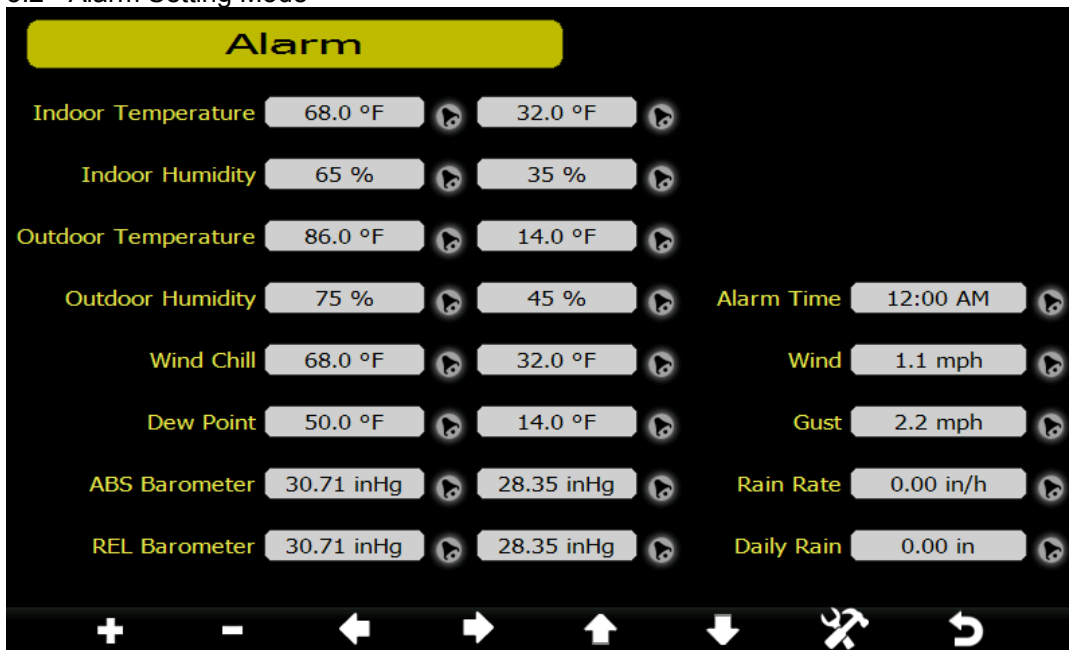 Alarm
Indoor Temperature 68.0 °F 32.0 °F
Indoor Humidity 65 % 35 %
Outdoor Temperature 86.0 °F 14.0 °F
Outdoor Humidity 75 % 45 % Alarm Time 12:00 AM
Wind Chill 68.0 °F 32.0 °F Wind 1.1 mph
Dew Point 50.0 °F 14.0 °F Gust 2.2 mph
ABS Barometer 30.71 inHg 28.35 inHg Rain Rate 0.00 in/h
REL Barometer 30.71 inHg 28.35 inHg Daily Rain 0.00 in